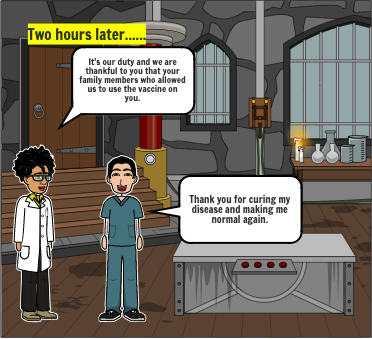 Two hours later......
It's our duty and we are
thankful to you that your
family members who allowed
us to use the vaccine on
you.
Thank you for curing my
disease and making me
normal again.